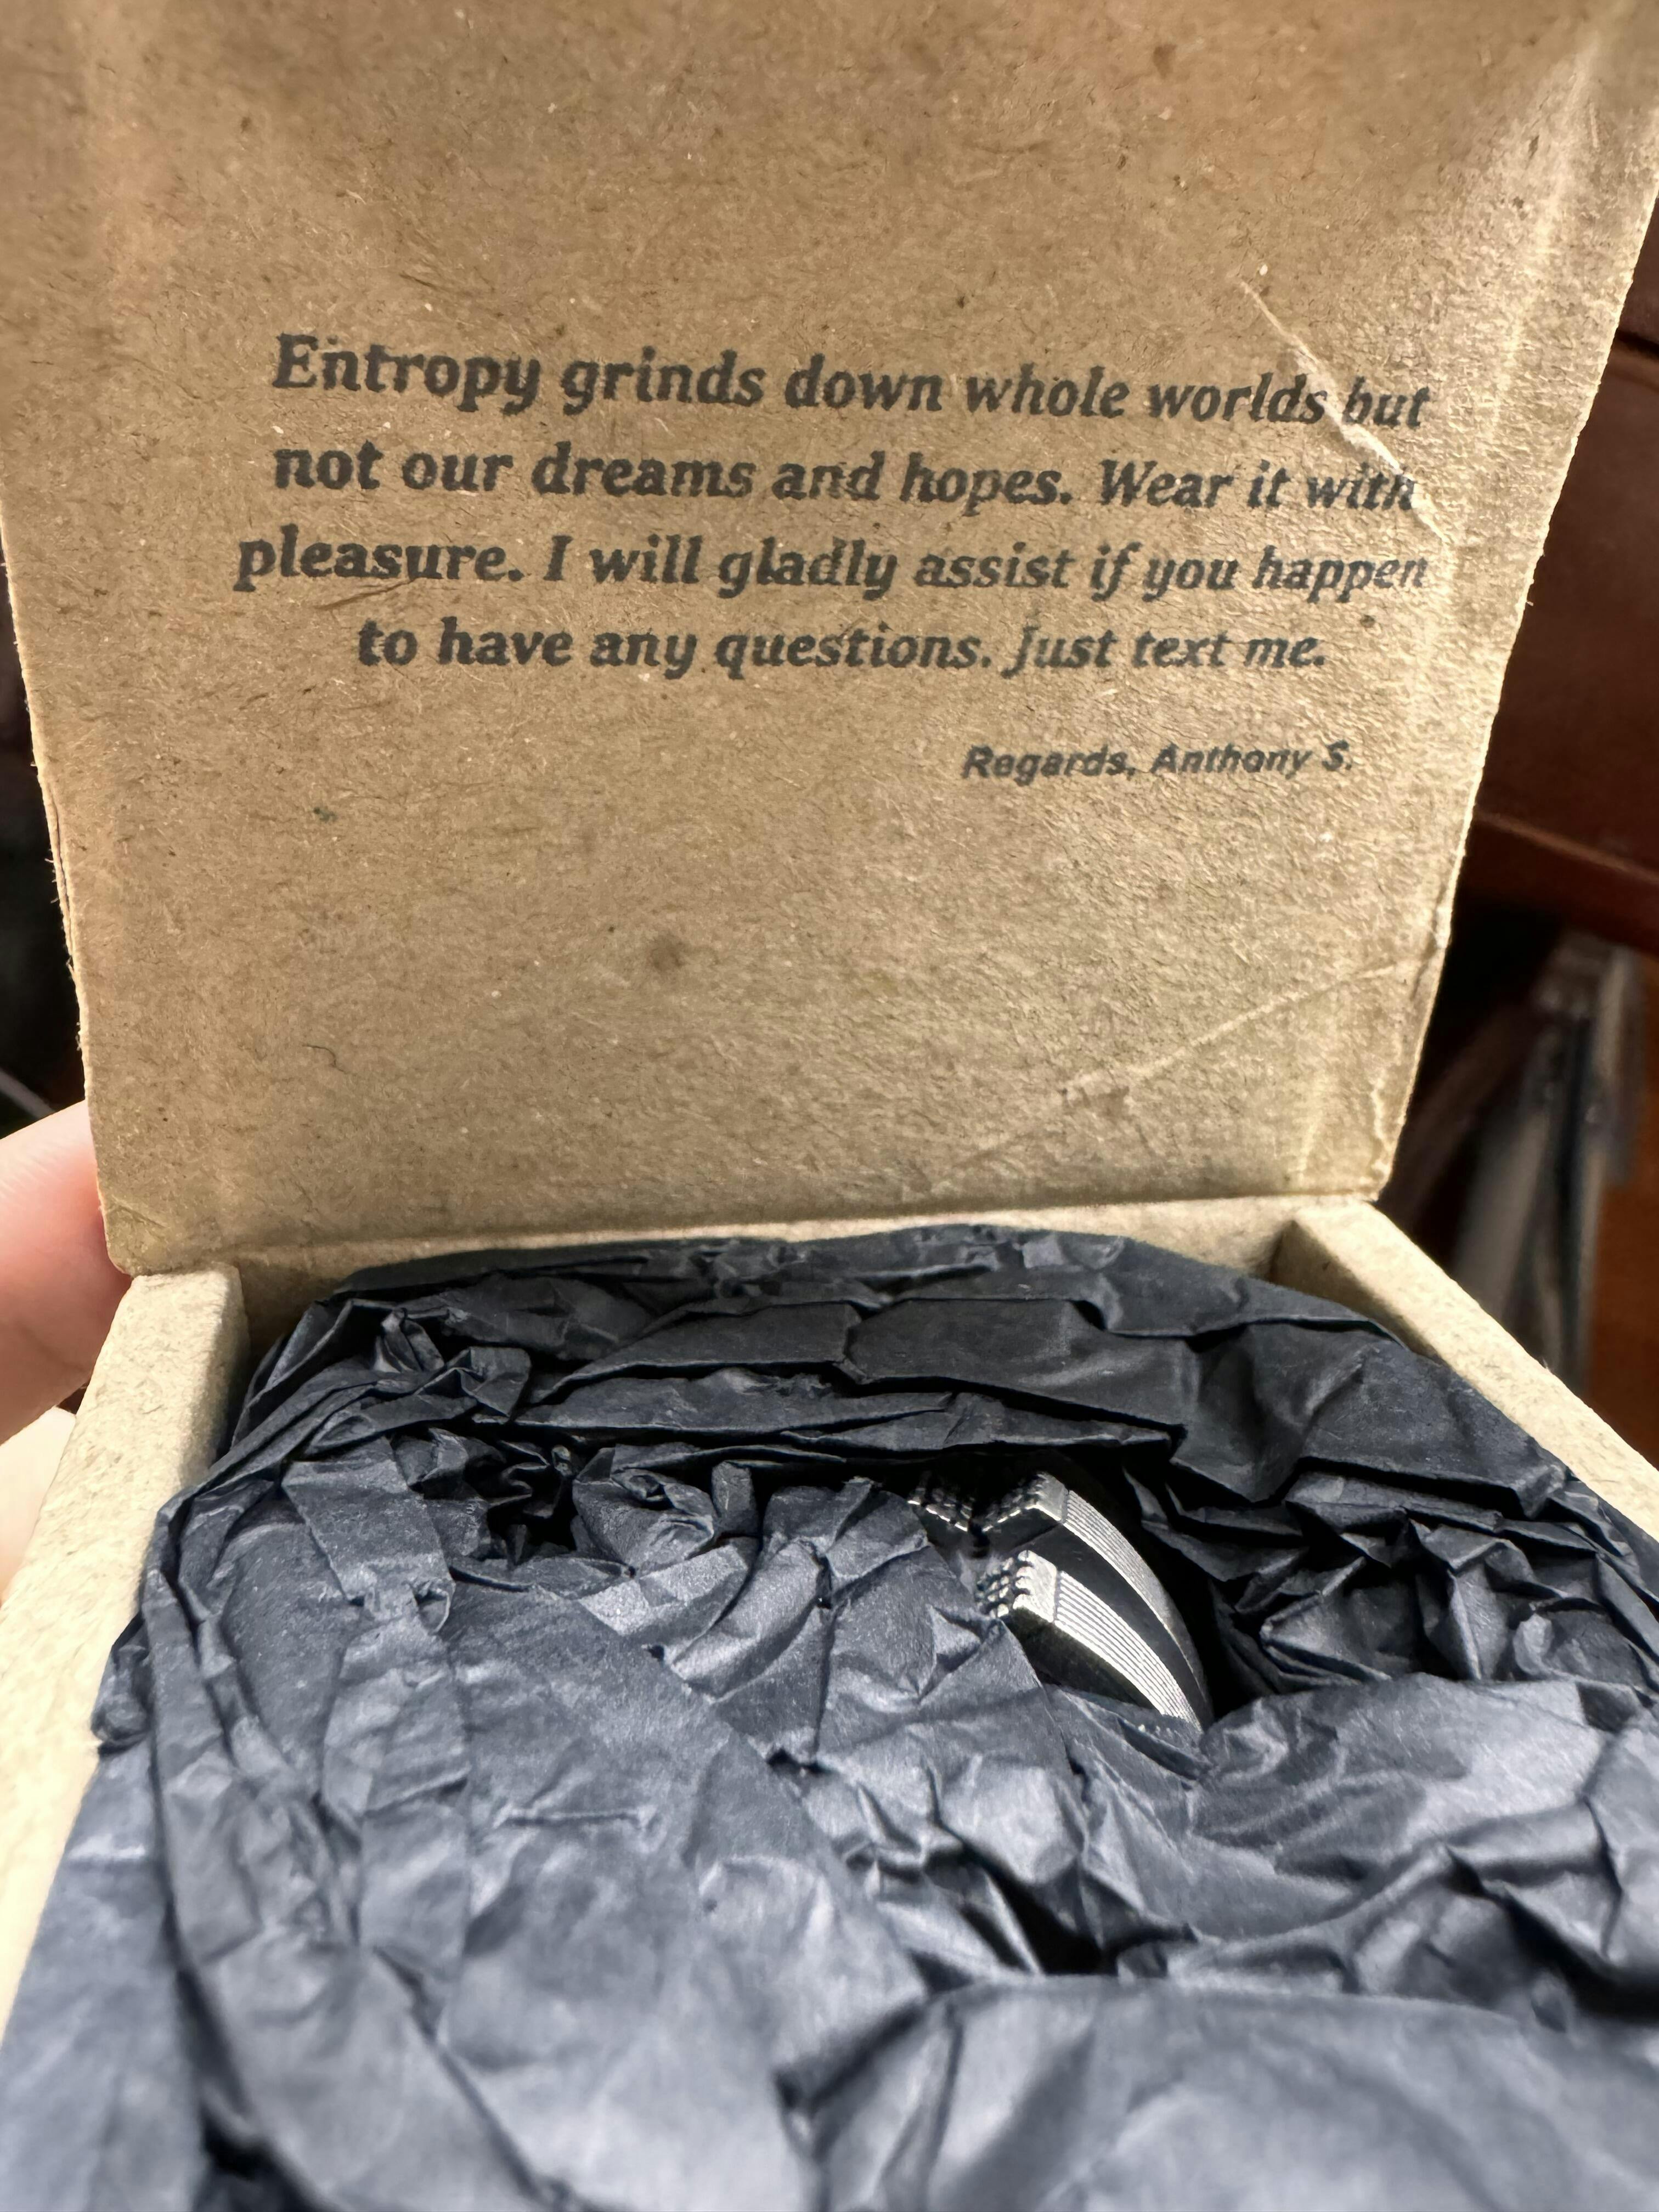 Entropy grinds down whole worlds but
not our dreams and hopes. Wear it with
pleasure. I will gladly assist if you happen
to have any questions. Just text me.
Regards, Anthony S.